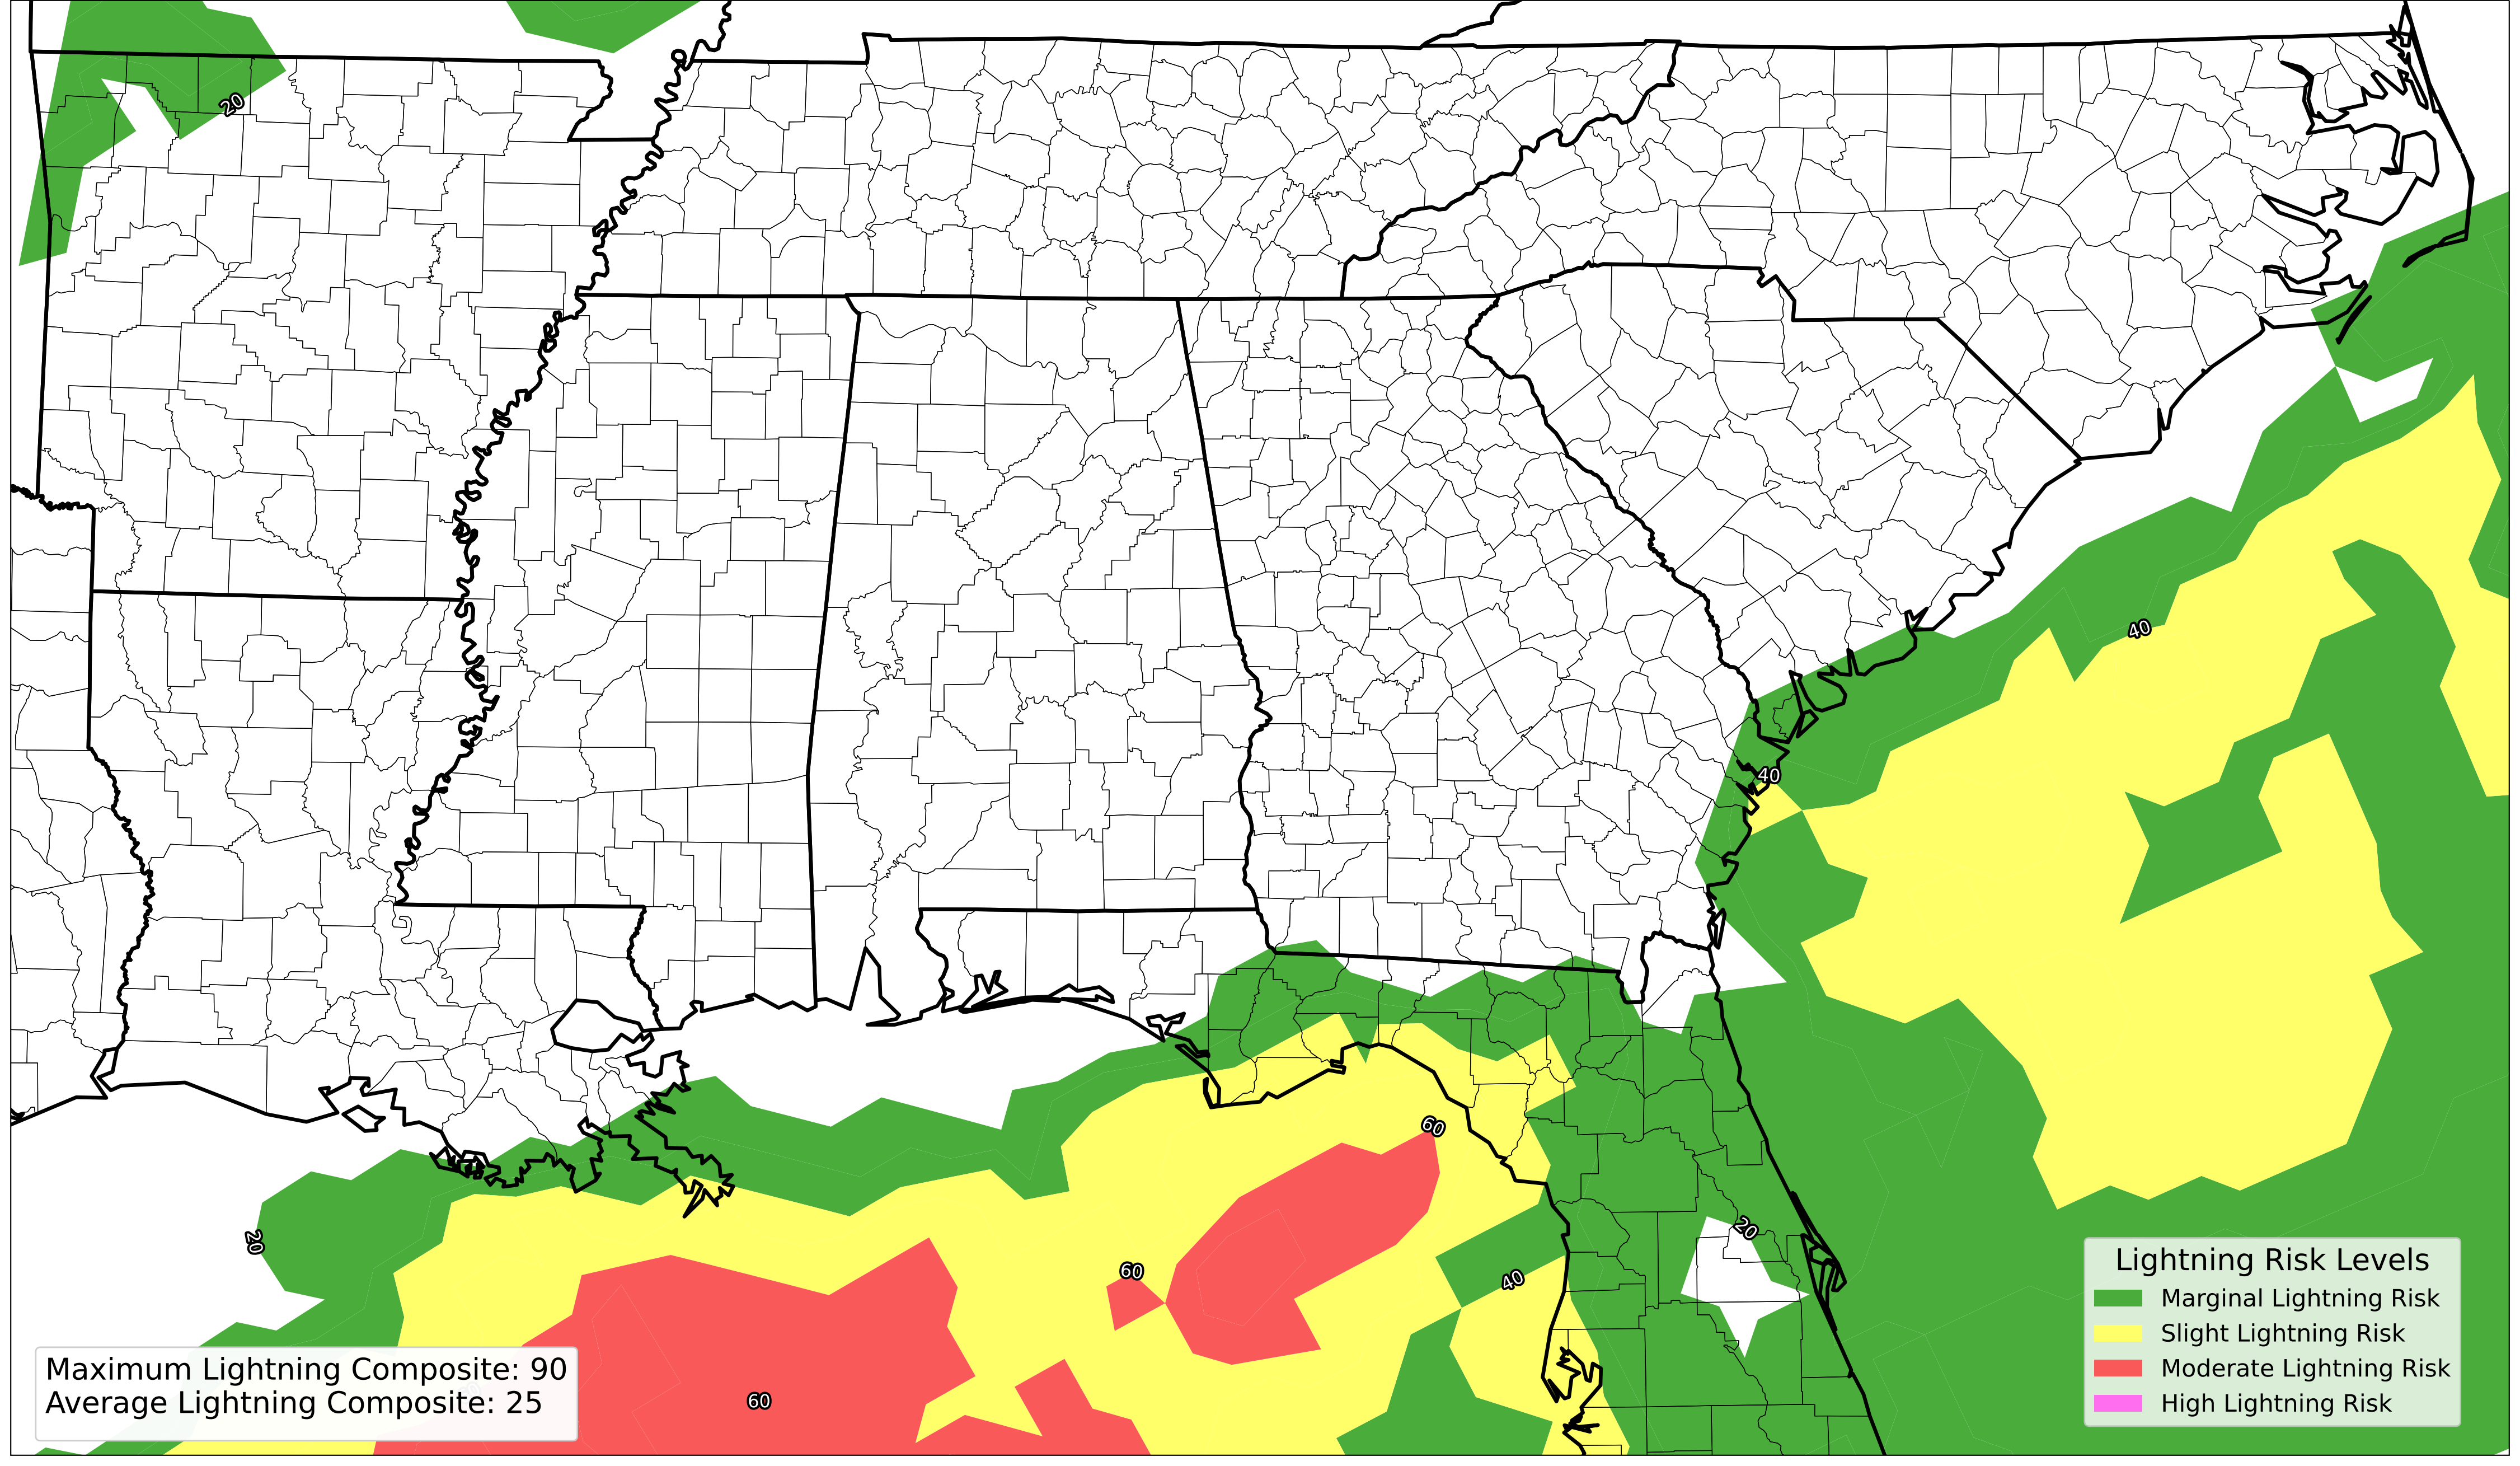 20
40
40
60
20
20
60
40
60
Lightning Risk Levels
Marginal Lightning Risk
Slight Lightning Risk
Moderate Lightning Risk
High Lightning Risk
Maximum Lightning Composite: 90
Average Lightning Composite: 25